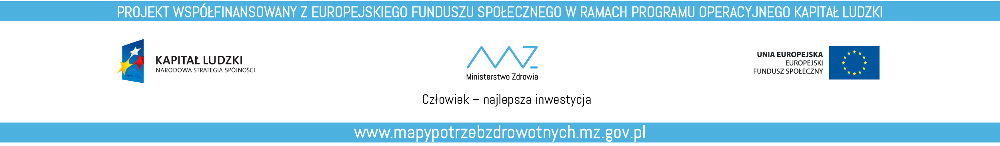 PROJEKT WSPÓŁFINANSOWANY Z EUROPEJSKIEGO FUNDUSZU SPOŁECZNEGO W RAMACH PROGRAMU OPERACYJNEGO KAPITAŁ LUDZKI
KAPITAŁ LUDZKI
NARODOWA STRATEGIA SPÓJNOŚCI
Ministerstwo Zdrowia
UNIA EUROPEJSKA
EUROPEJSKI
FUNDUSZ SPOŁECZNY
Człowiek – najlepsza inwestycja
www.mapypotrzebzdrowotnych.mz.gov.pl